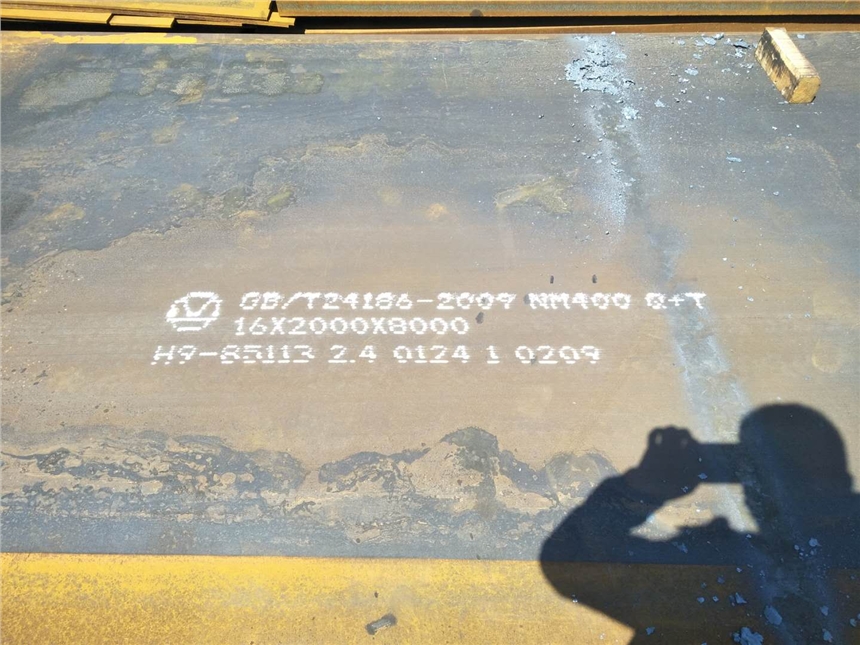 GB/T24186-2009 NM400 Q+T
16X2000X8000
H9-85113 2.4 0124 1 0209